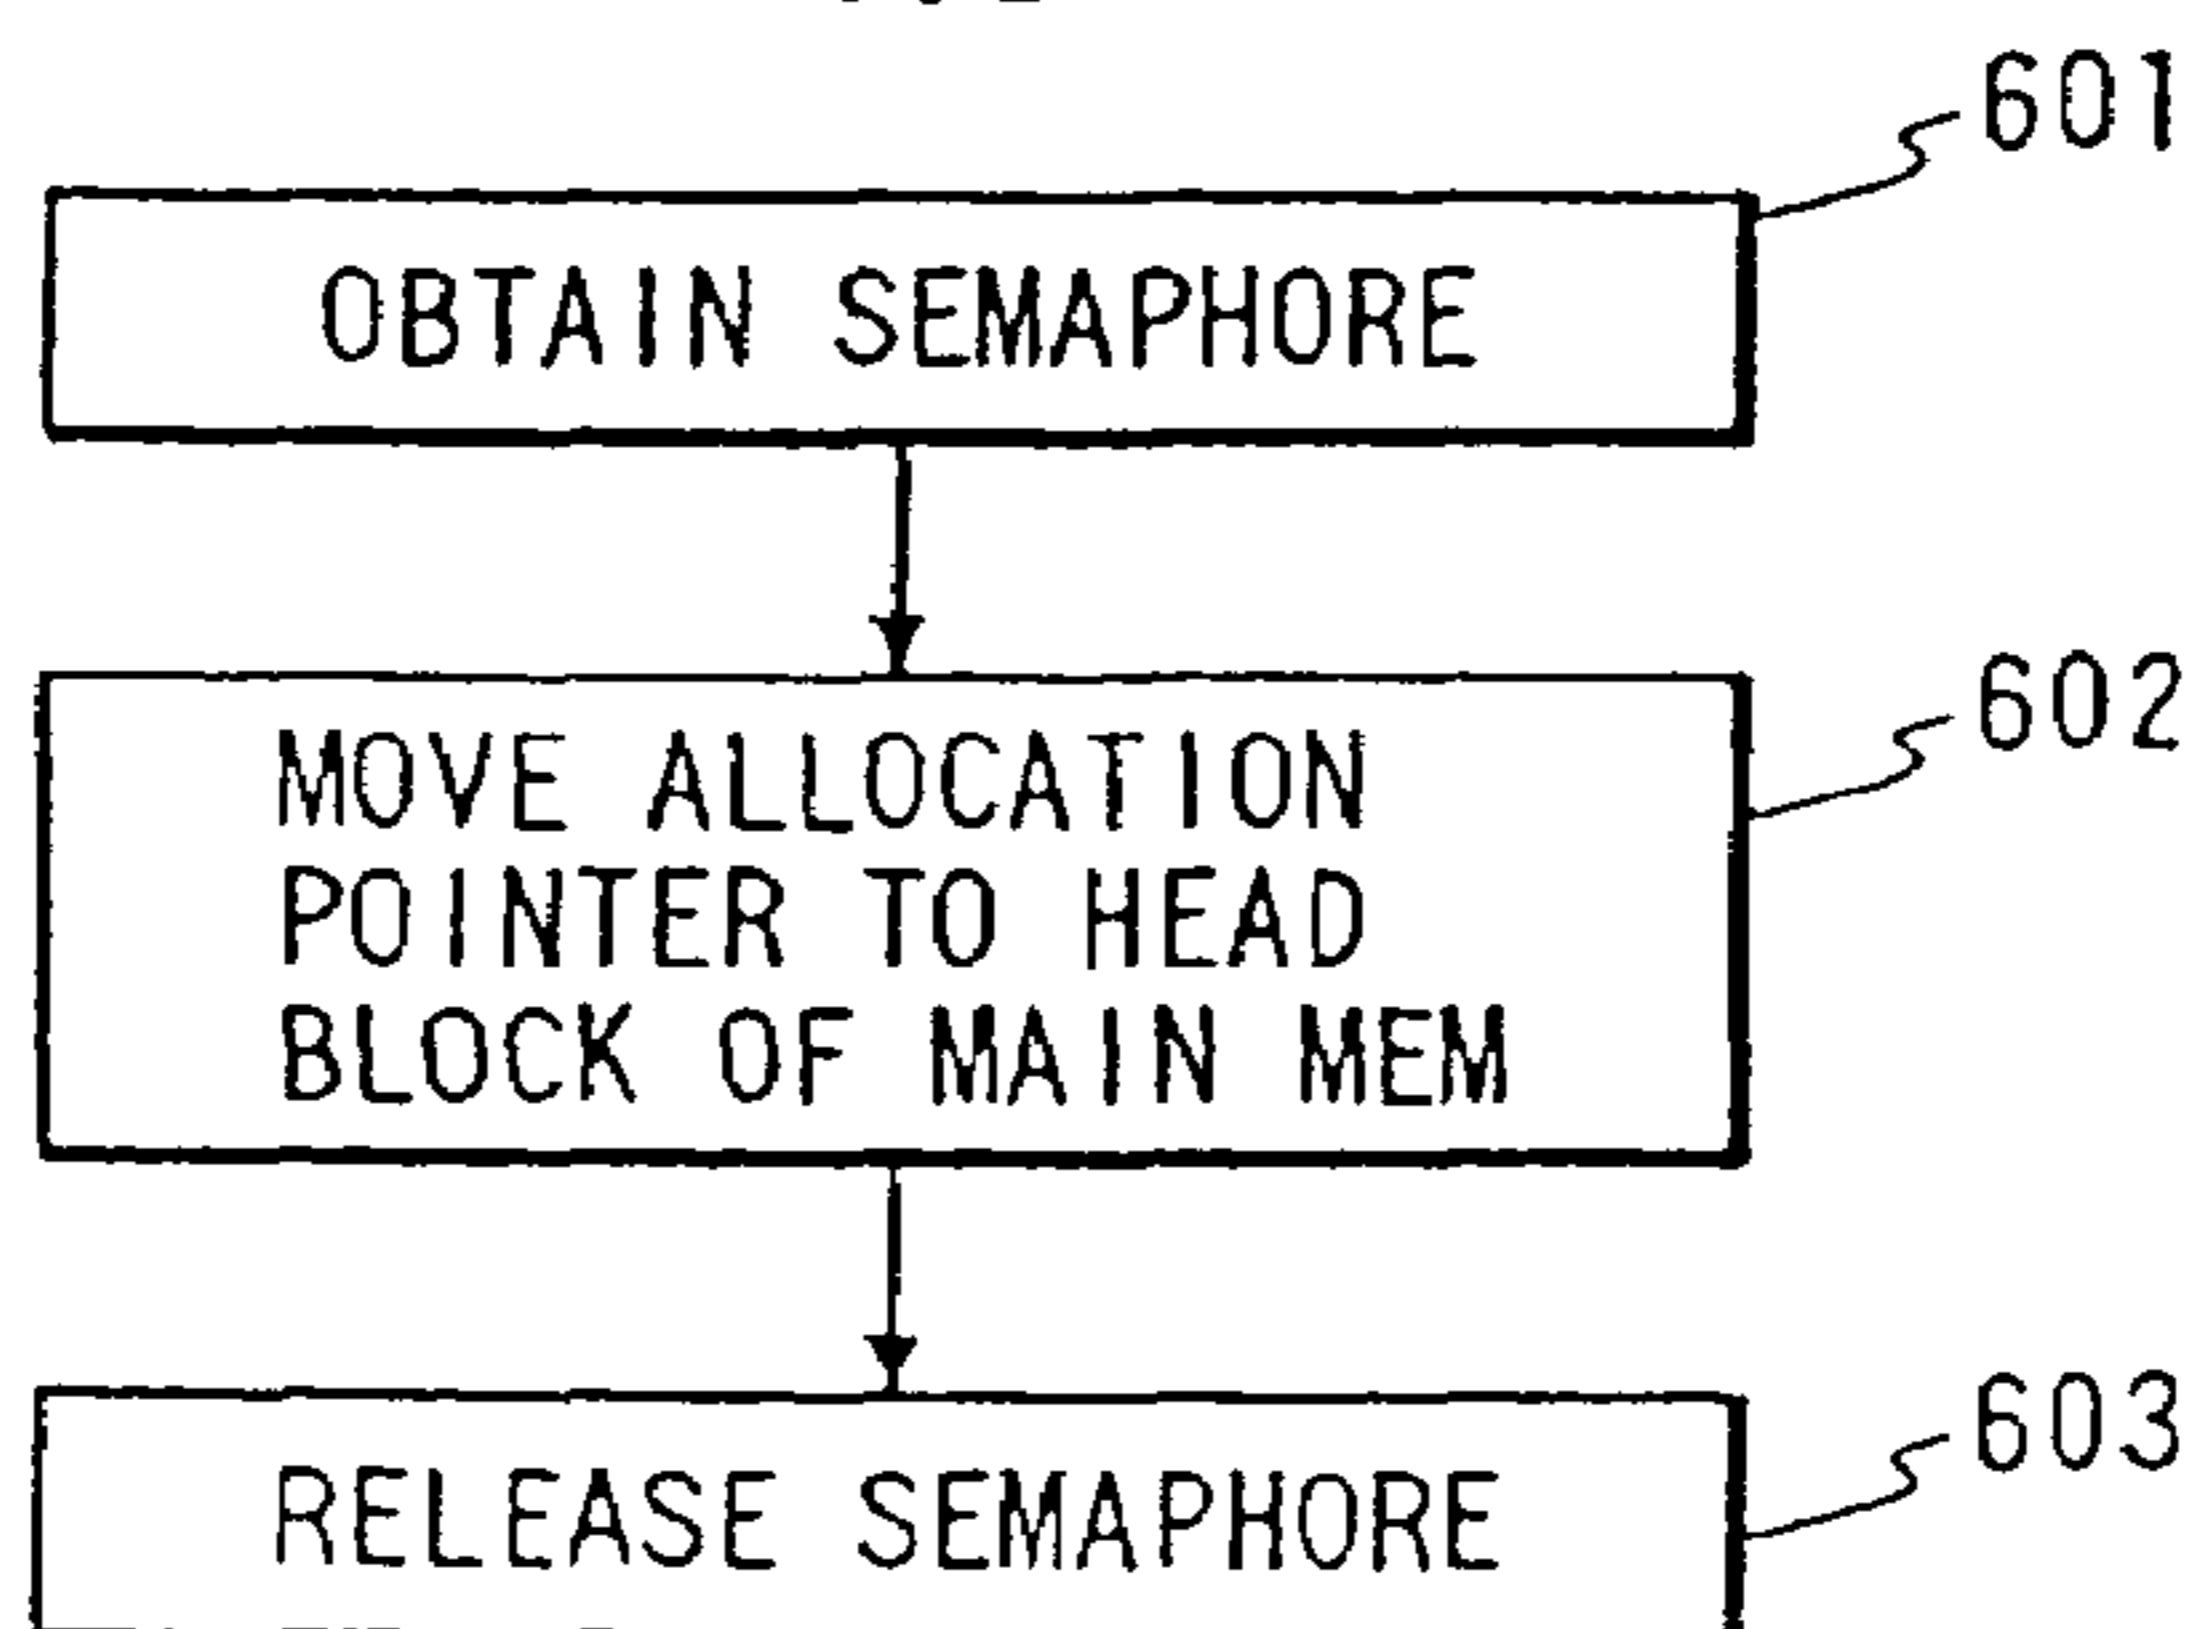 601
OBTAIN SEMAPHORE
602
MOVE ALLOCATION
POINTER TO HEAD
BLOCK OF MAIN MEM
603
RELEASE SEMAPHORE